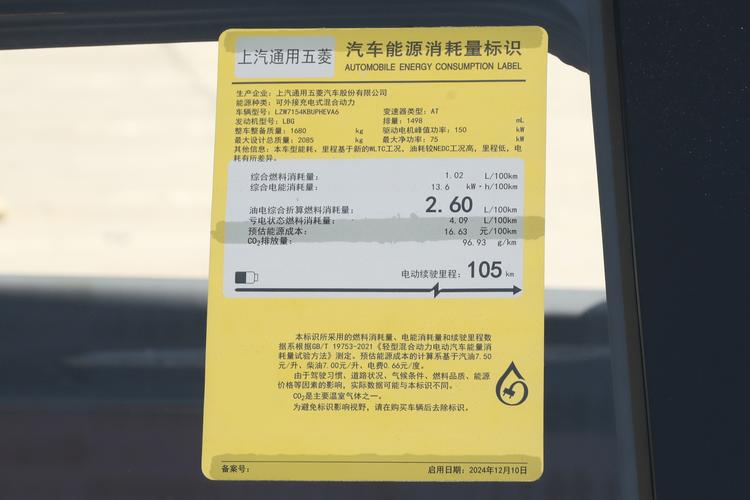 上汽通用五菱
汽车能源消耗量标识
AUTOMOBILE ENERGY CONSUMPTION LABEL
生产企业：上汽通用五菱汽车股份有限公司
能源种类：可外接充电式混合动力
车辆型号：LZW7154KBUPHEVA6 变速器类型：AT
发动机型号：LBG 排量：1498 mL
整车整备质量：1680 kg 驱动电机峰值功率：150 kW
最大设计总质量：2085 kg 最大净功率：75 kW
其他信息：本车型能耗、里程基于新的WLTC工况，油耗较NEDC工况高，里程低，电
耗有所差异。
综合燃料消耗量： 1.02 L/100km
综合电能消耗量： 13.6 kW·h/100km
油电综合折算燃料消耗量： 2.60 L/100km
亏电状态燃料消耗量： 4.09 L/100km
预估能源成本： 16.63 元/100km
CO₂排放量： 96.93 g/km
电动续驶里程：105 km
本标识所采用的燃料消耗量、电能消耗量和续驶里程数
据系根据GB/T 19753-2021《轻型混合动力电动汽车能量消
耗量试验方法》测定。预估能源成本的计算系基于汽油7.50
元/升、柴油7.00元/升、电费0.66元/度。
由于驾驶习惯、道路状况、气候条件、燃料品质、能源
价格等因素的影响，实际数据可能与本标识不同。
CO₂是主要温室气体之一。
为避免标识影响视野，请在购买车辆后去除标识。
备案号： 启用日期：2024年12月10日